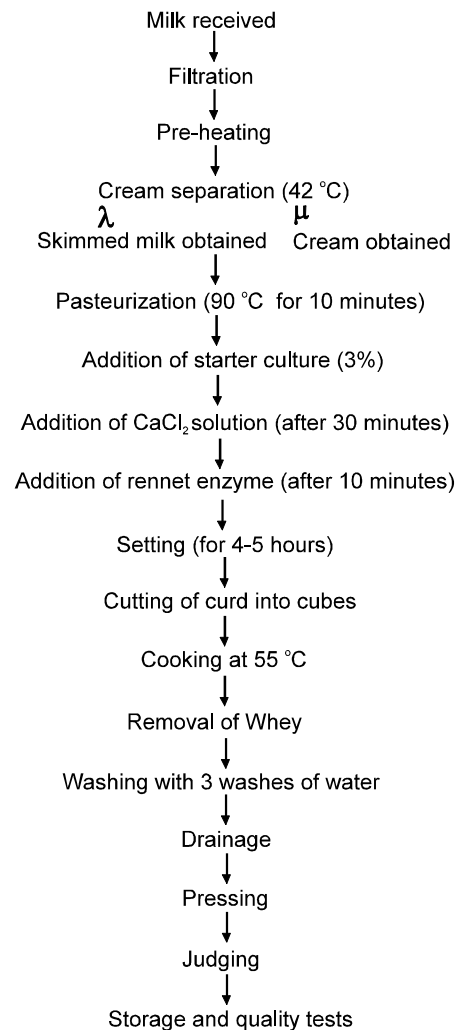 Milk received
Filtration
Pre-heating
Cream separation (42 °C)
λ μ
Skimmed milk obtained Cream obtained
Pasteurization (90 °C for 10 minutes)
Addition of starter culture (3%)
Addition of CaCl₂ solution (after 30 minutes)
Addition of rennet enzyme (after 10 minutes)
Setting (for 4-5 hours)
Cutting of curd into cubes
Cooking at 55 °C
Removal of Whey
Washing with 3 washes of water
Drainage
Pressing
Judging
Storage and quality tests